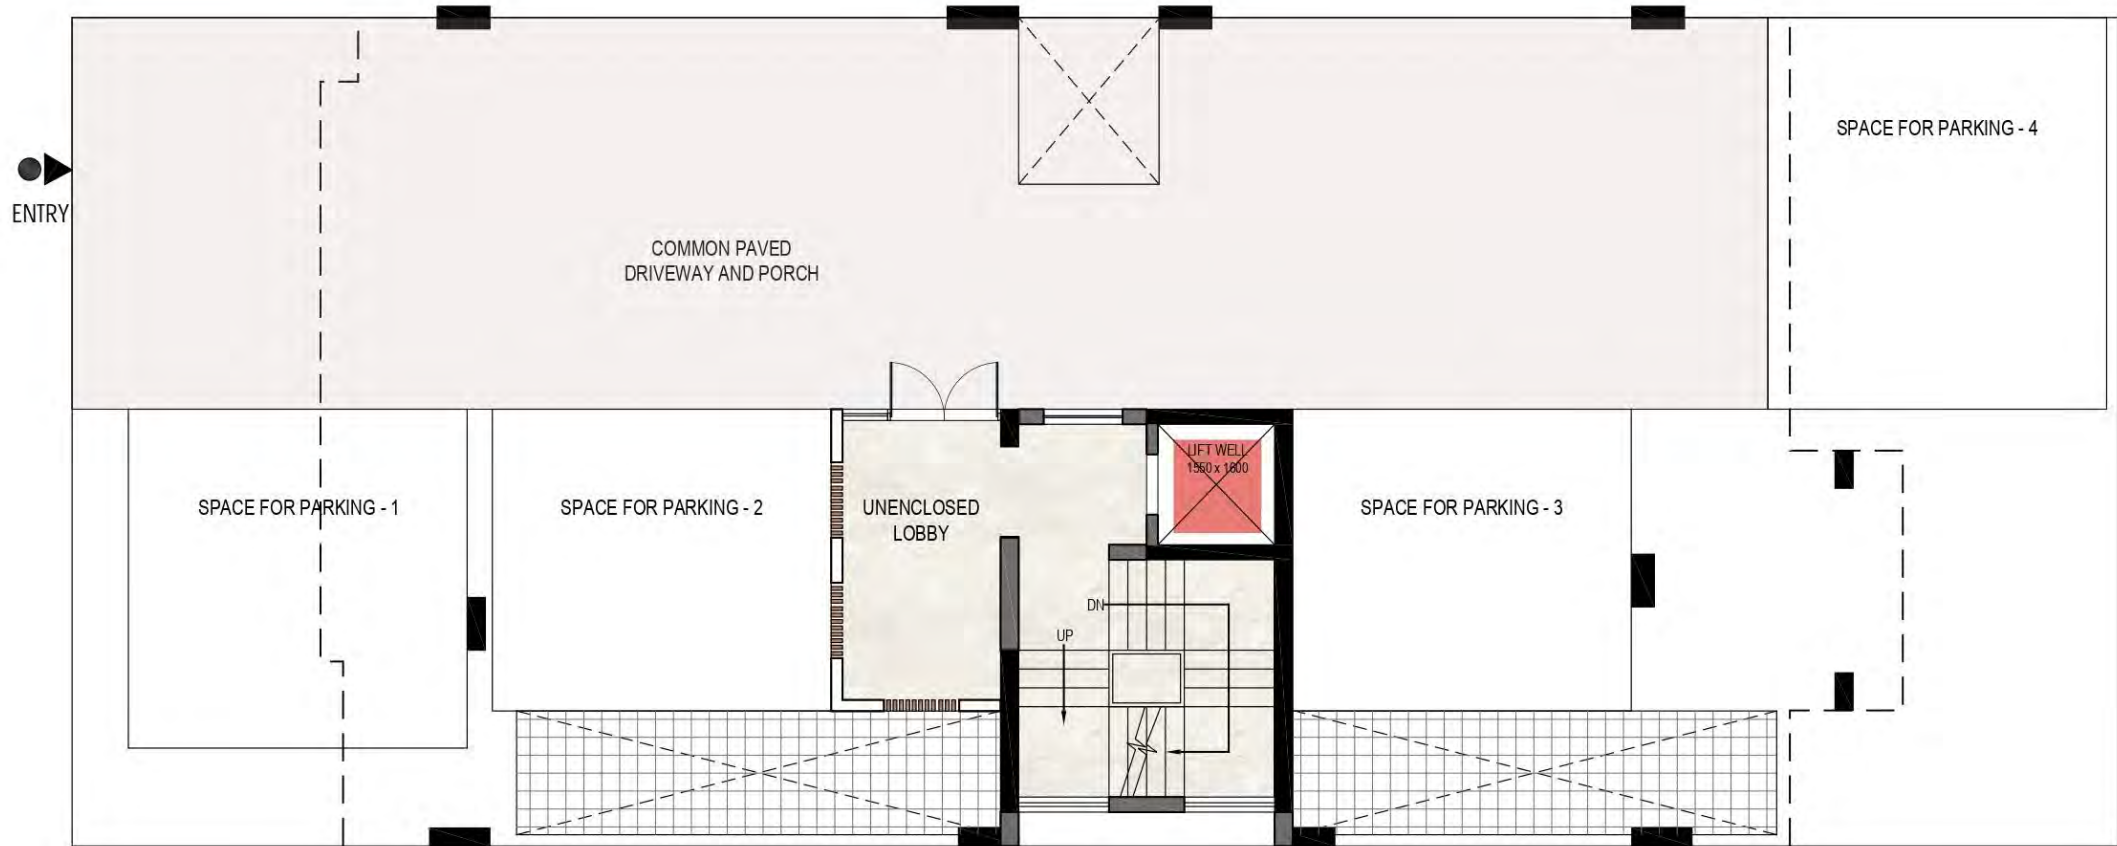 SPACE FOR PARKING - 4
ENTRY
COMMON PAVED
DRIVEWAY AND PORCH
LIFT WELL
1550 x 1600
SPACE FOR PARKING - 1
SPACE FOR PARKING - 2
UNENCLOSED
LOBBY
SPACE FOR PARKING - 3
DN
UP